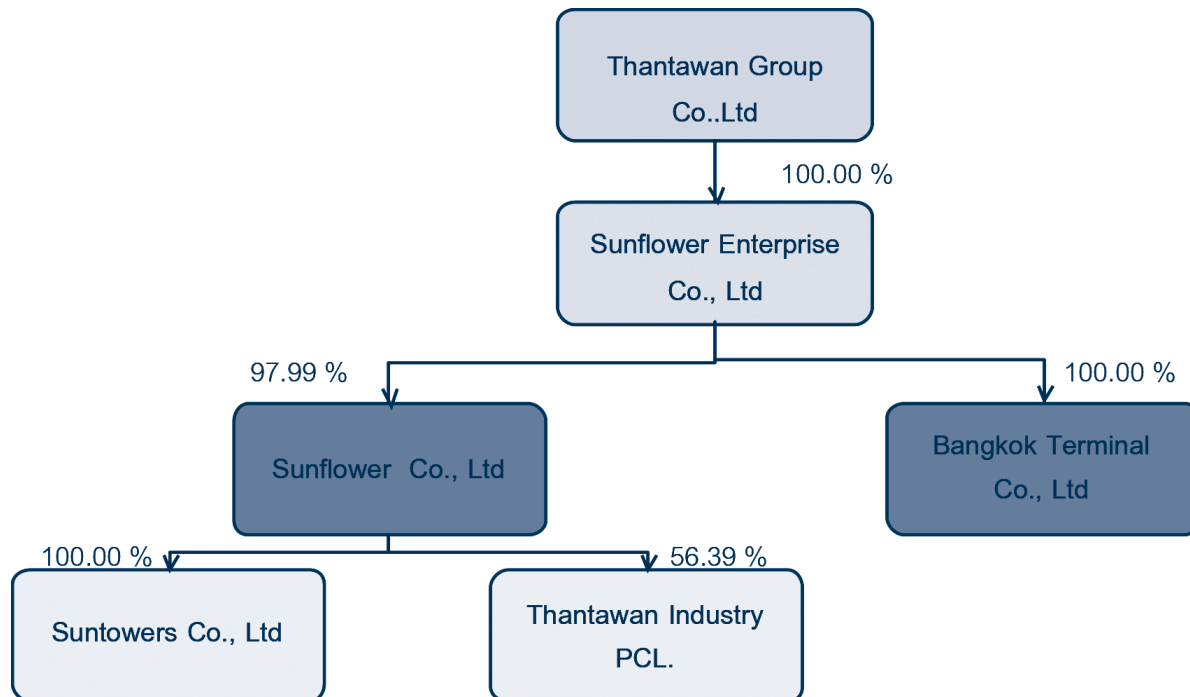 Thantawan Group
Co..Ltd
100.00 %
Sunflower Enterprise
Co., Ltd
97.99 %
100.00 %
Sunflower Co., Ltd
Bangkok Terminal
Co., Ltd
100.00 %
56.39 %
Suntowers Co., Ltd
Thantawan Industry
PCL.